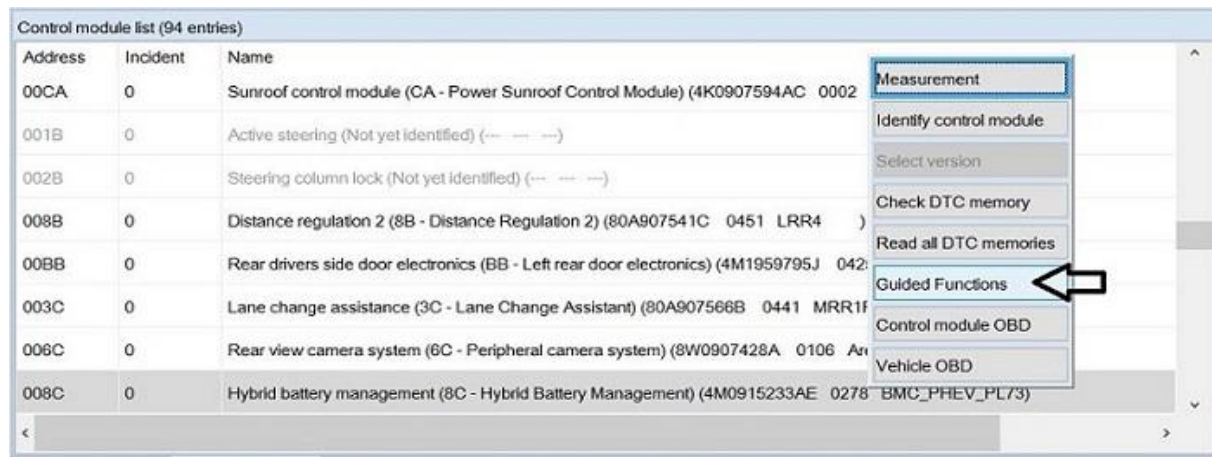 Control module list (94 entries)
Address Incident Name
00CA 0 Sunroof control module (CA - Power Sunroof Control Module) (4K0907594AC 0002
001B 0 Active steering (Not yet identified) (--- --- ---)
002B 0 Steering column lock (Not yet identified) (--- --- ---)
008B 0 Distance regulation 2 (8B - Distance Regulation 2) (80A907541C 0451 LRR4 )
00BB 0 Rear drivers side door electronics (BB - Left rear door electronics) (4M1959795J
003C 0 Lane change assistance (3C - Lane Change Assistant) (80A907566B 0441
006C 0 Rear view camera system (6C - Peripheral camera system) (8W0907428A 0106
008C 0 Hybrid battery management (8C - Hybrid Battery Management) (4M0915233AE 0278 BMC_PHEV_PL73)
Measurement
Identify control module
Select version
Check DTC memory
Read all DTC memories
Guided Functions
Control module OBD
Vehicle OBD